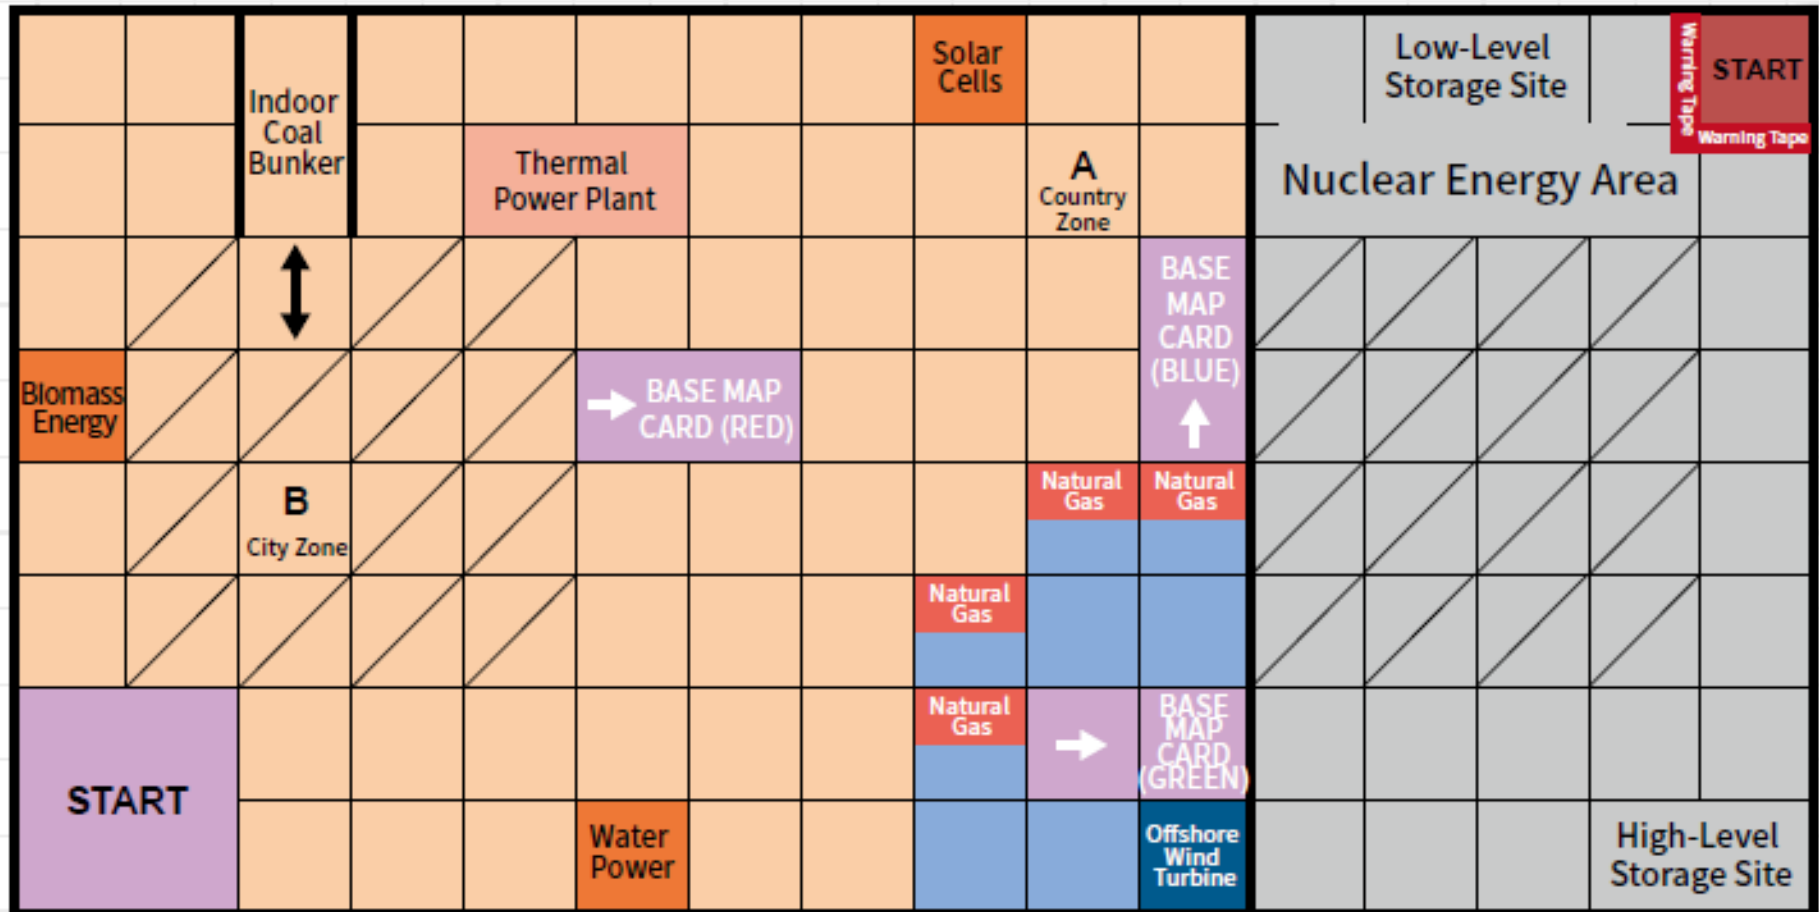 Solar
Cells
Low-Level
Storage Site
Warning Tape
START
Warning Tape
Indoor
Coal
Bunker
Thermal
Power Plant
A
Country
Zone
Nuclear Energy Area
BASE
MAP
CARD
(BLUE)
Biomass
Energy
BASE MAP
CARD (RED)
B
City Zone
Natural
Gas
Natural
Gas
Natural
Gas
START
Natural
Gas
BASE
MAP
CARD
(GREEN)
Water
Power
Offshore
Wind
Turbine
High-Level
Storage Site